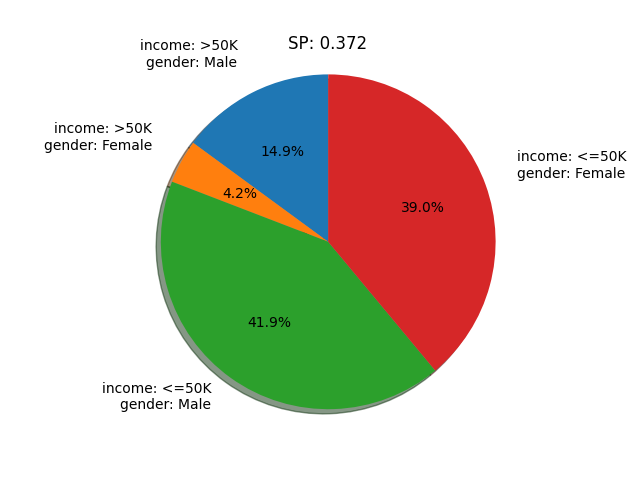 SP: 0.372
income: >50K
gender: Male
income: >50K
gender: Female
income: <=50K
gender: Male
income: <=50K
gender: Female
14.9%
4.2%
41.9%
39.0%